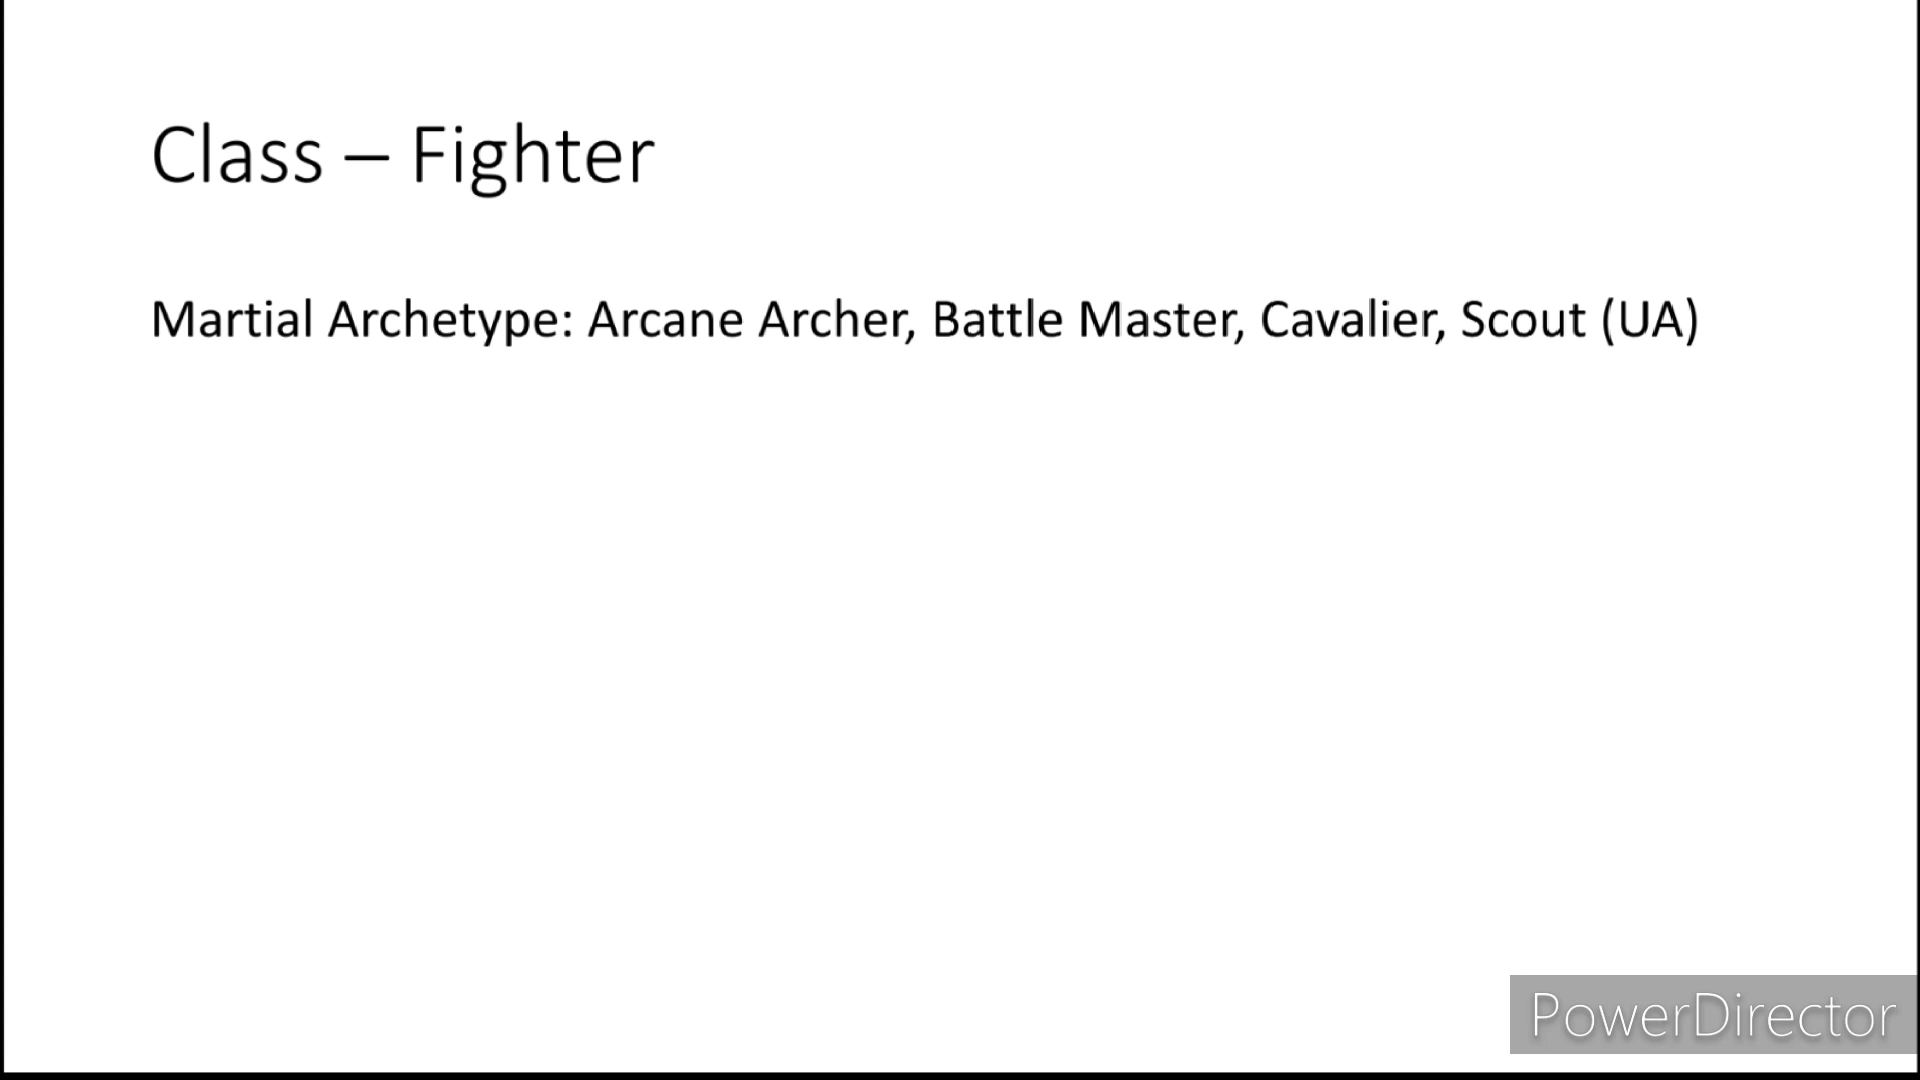 Class – Fighter
Martial Archetype: Arcane Archer, Battle Master, Cavalier, Scout (UA)
PowerDirector